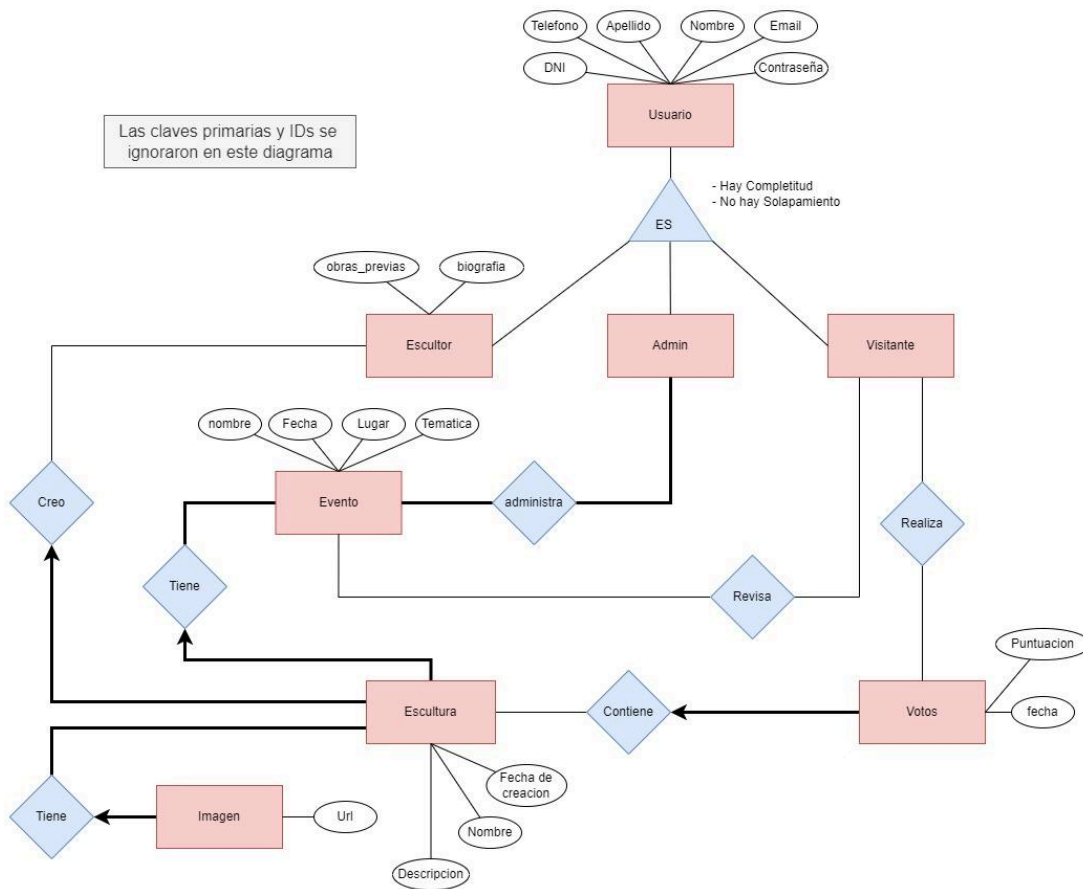 Telefono
Apellido
Nombre
Email
DNI
Contraseña
Usuario
Las claves primarias y IDs se
ignoraron en este diagrama
- Hay Completitud
- No hay Solapamiento
ES
obras_previas
biografia
Escultor
Admin
Visitante
nombre
Fecha
Lugar
Tematica
Creo
Evento
administra
Realiza
Tiene
Revisa
Puntuacion
Escultura
Contiene
Votos
fecha
Fecha de
creacion
Tiene
Imagen
Url
Nombre
Descripcion